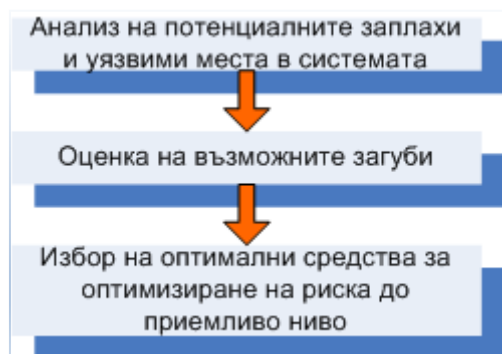 Анализ на потенциалните заплахи
и уязвими места в системата
Оценка на възможните загуби
Избор на оптимални средства за
оптимизиране на риска до
приемливо ниво